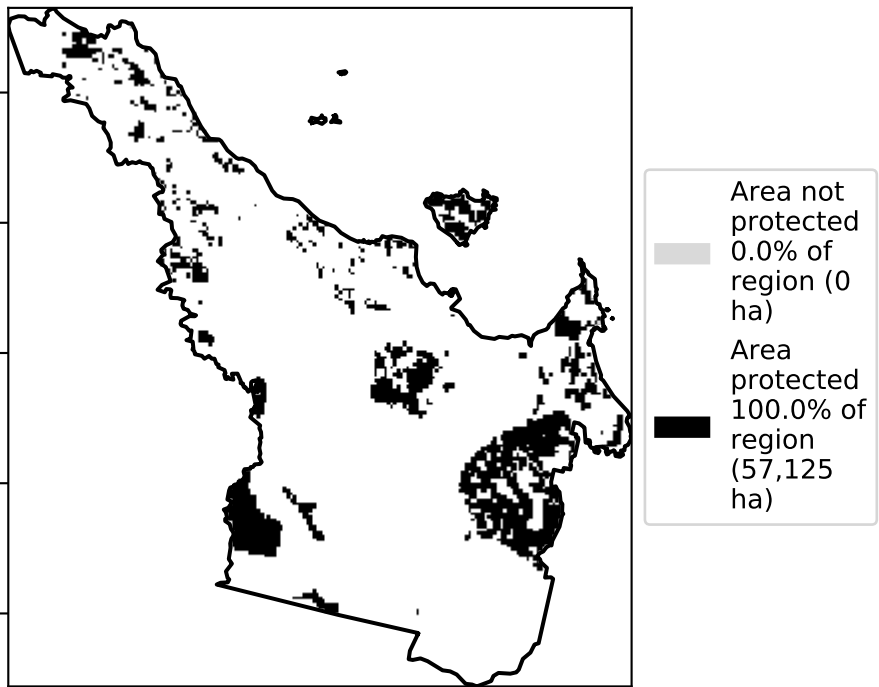 Area not
protected
0.0% of
region (0
ha)
Area
protected
100.0% of
region
(57,125
ha)